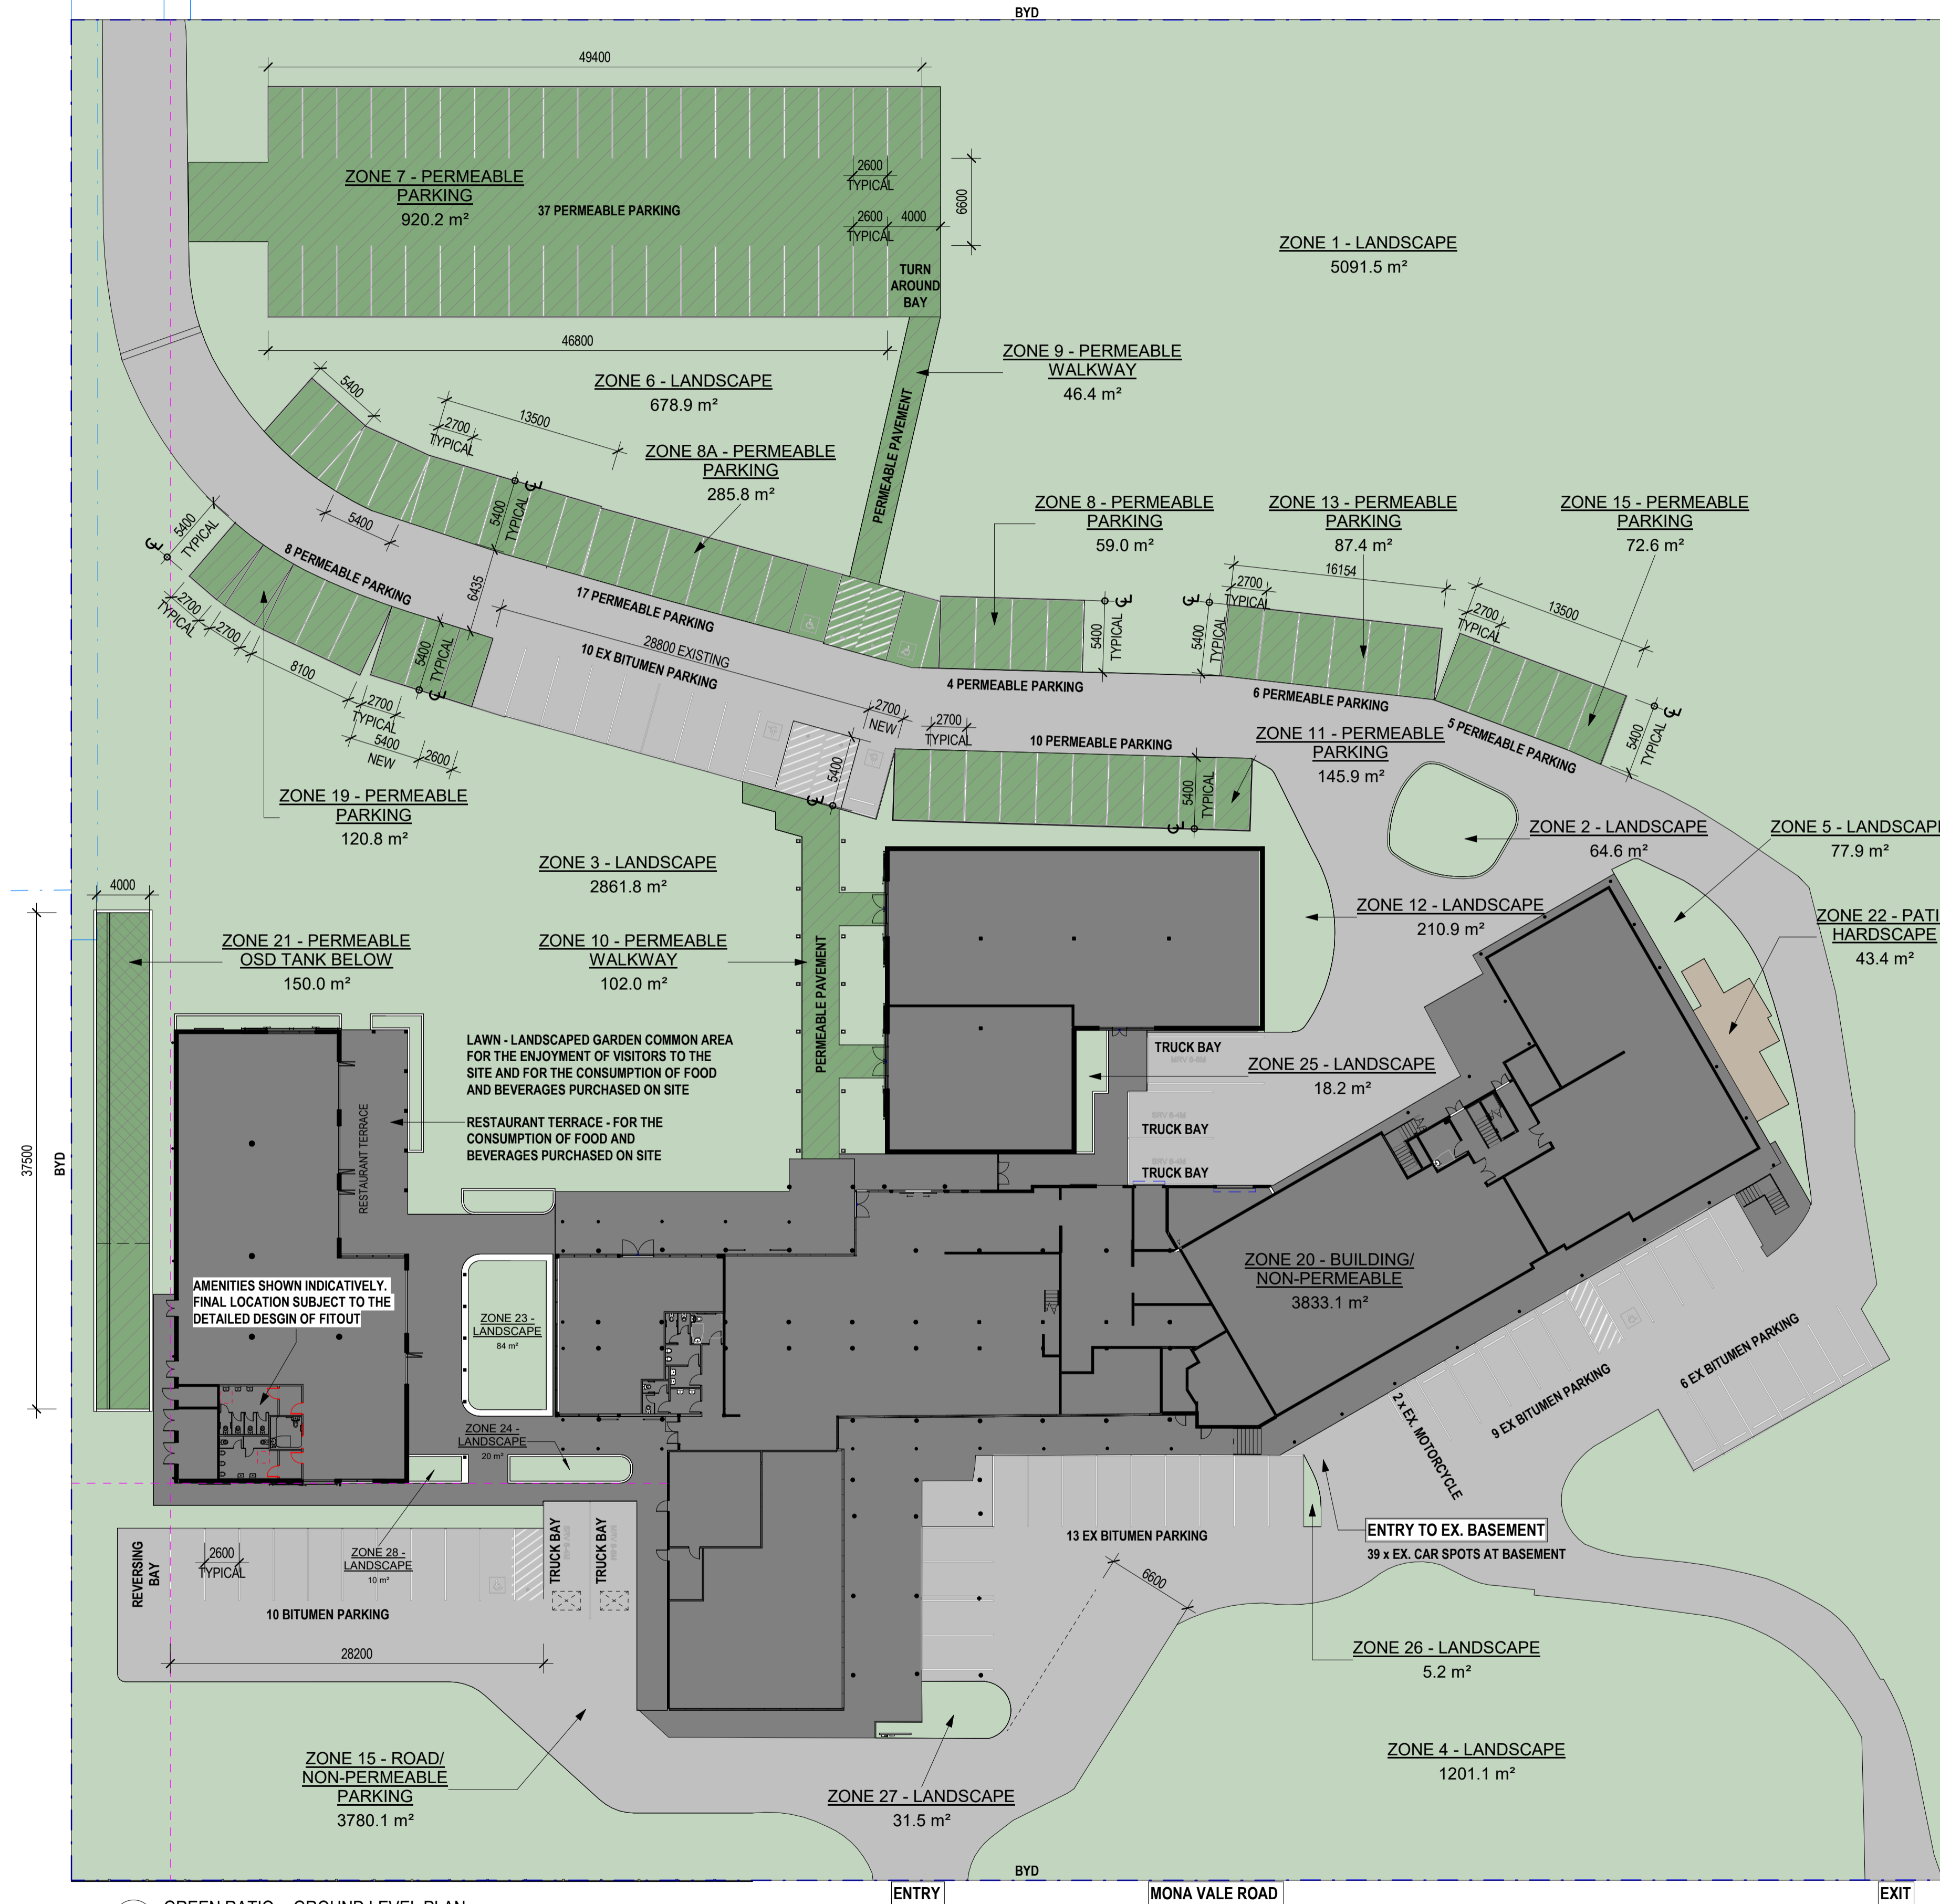 BYD
49400
ZONE 7 - PERMEABLE
PARKING
920.2 m²
37 PERMEABLE PARKING
2600
TYPICAL
2600
TYPICAL
4000
6600
TURN
AROUND
BAY
46800
ZONE 1 - LANDSCAPE
5091.5 m²
ZONE 9 - PERMEABLE
WALKWAY
46.4 m²
ZONE 6 - LANDSCAPE
678.9 m²
5400
13500
2700
TYPICAL
ZONE 8A - PERMEABLE
PARKING
285.8 m²
PERMEABLE PAVEMENT
ZONE 8 - PERMEABLE
PARKING
59.0 m²
ZONE 13 - PERMEABLE
PARKING
87.4 m²
ZONE 15 - PERMEABLE
PARKING
72.6 m²
5400
TYPICAL
5400
5400
TYPICAL
8 PERMEABLE PARKING
6435
17 PERMEABLE PARKING
28800 EXISTING
10 EX BITUMEN PARKING
16154
2700
TYPICAL
13500
2700
TYPICAL
5400
TYPICAL
5400
TYPICAL
5400
TYPICAL
4 PERMEABLE PARKING
6 PERMEABLE PARKING
5 PERMEABLE PARKING
2700
TYPICAL
2700
8100
5400
TYPICAL
2700
TYPICAL
5400
NEW
2600
2700
NEW
2700
TYPICAL
10 PERMEABLE PARKING
5400
5400
TYPICAL
ZONE 11 - PERMEABLE
PARKING
145.9 m²
ZONE 19 - PERMEABLE
PARKING
120.8 m²
ZONE 2 - LANDSCAPE
64.6 m²
ZONE 5 - LANDSCAPE
77.9 m²
ZONE 3 - LANDSCAPE
2861.8 m²
4000
ZONE 12 - LANDSCAPE
210.9 m²
ZONE 22 - PATI
HARDSCAPE
43.4 m²
ZONE 21 - PERMEABLE
OSD TANK BELOW
150.0 m²
ZONE 10 - PERMEABLE
WALKWAY
102.0 m²
PERMEABLE PAVEMENT
37500
BYD
LAWN - LANDSCAPED GARDEN COMMON AREA
FOR THE ENJOYMENT OF VISITORS TO THE
SITE AND FOR THE CONSUMPTION OF FOOD
AND BEVERAGES PURCHASED ON SITE
RESTAURANT TERRACE - FOR THE
CONSUMPTION OF FOOD AND
BEVERAGES PURCHASED ON SITE
RESTAURANT TERRACE
TRUCK BAY
ZONE 25 - LANDSCAPE
18.2 m²
TRUCK BAY
TRUCK BAY
ZONE 20 - BUILDING/
NON-PERMEABLE
3833.1 m²
AMENITIES SHOWN INDICATIVELY.
FINAL LOCATION SUBJECT TO THE
DETAILED DESGIN OF FITOUT
ZONE 23 -
LANDSCAPE
84 m²
ZONE 24 -
LANDSCAPE
20 m²
2 x EX. MOTORCYCLE
9 EX BITUMEN PARKING
6 EX BITUMEN PARKING
REVERSING
BAY
2600
TYPICAL
ZONE 28 -
LANDSCAPE
10 m²
TRUCK BAY
TRUCK BAY
10 BITUMEN PARKING
28200
13 EX BITUMEN PARKING
6600
ENTRY TO EX. BASEMENT
39 x EX. CAR SPOTS AT BASEMENT
ZONE 26 - LANDSCAPE
5.2 m²
ZONE 15 - ROAD/
NON-PERMEABLE
PARKING
3780.1 m²
ZONE 27 - LANDSCAPE
31.5 m²
ZONE 4 - LANDSCAPE
1201.1 m²
BYD
ENTRY
MONA VALE ROAD
EXIT